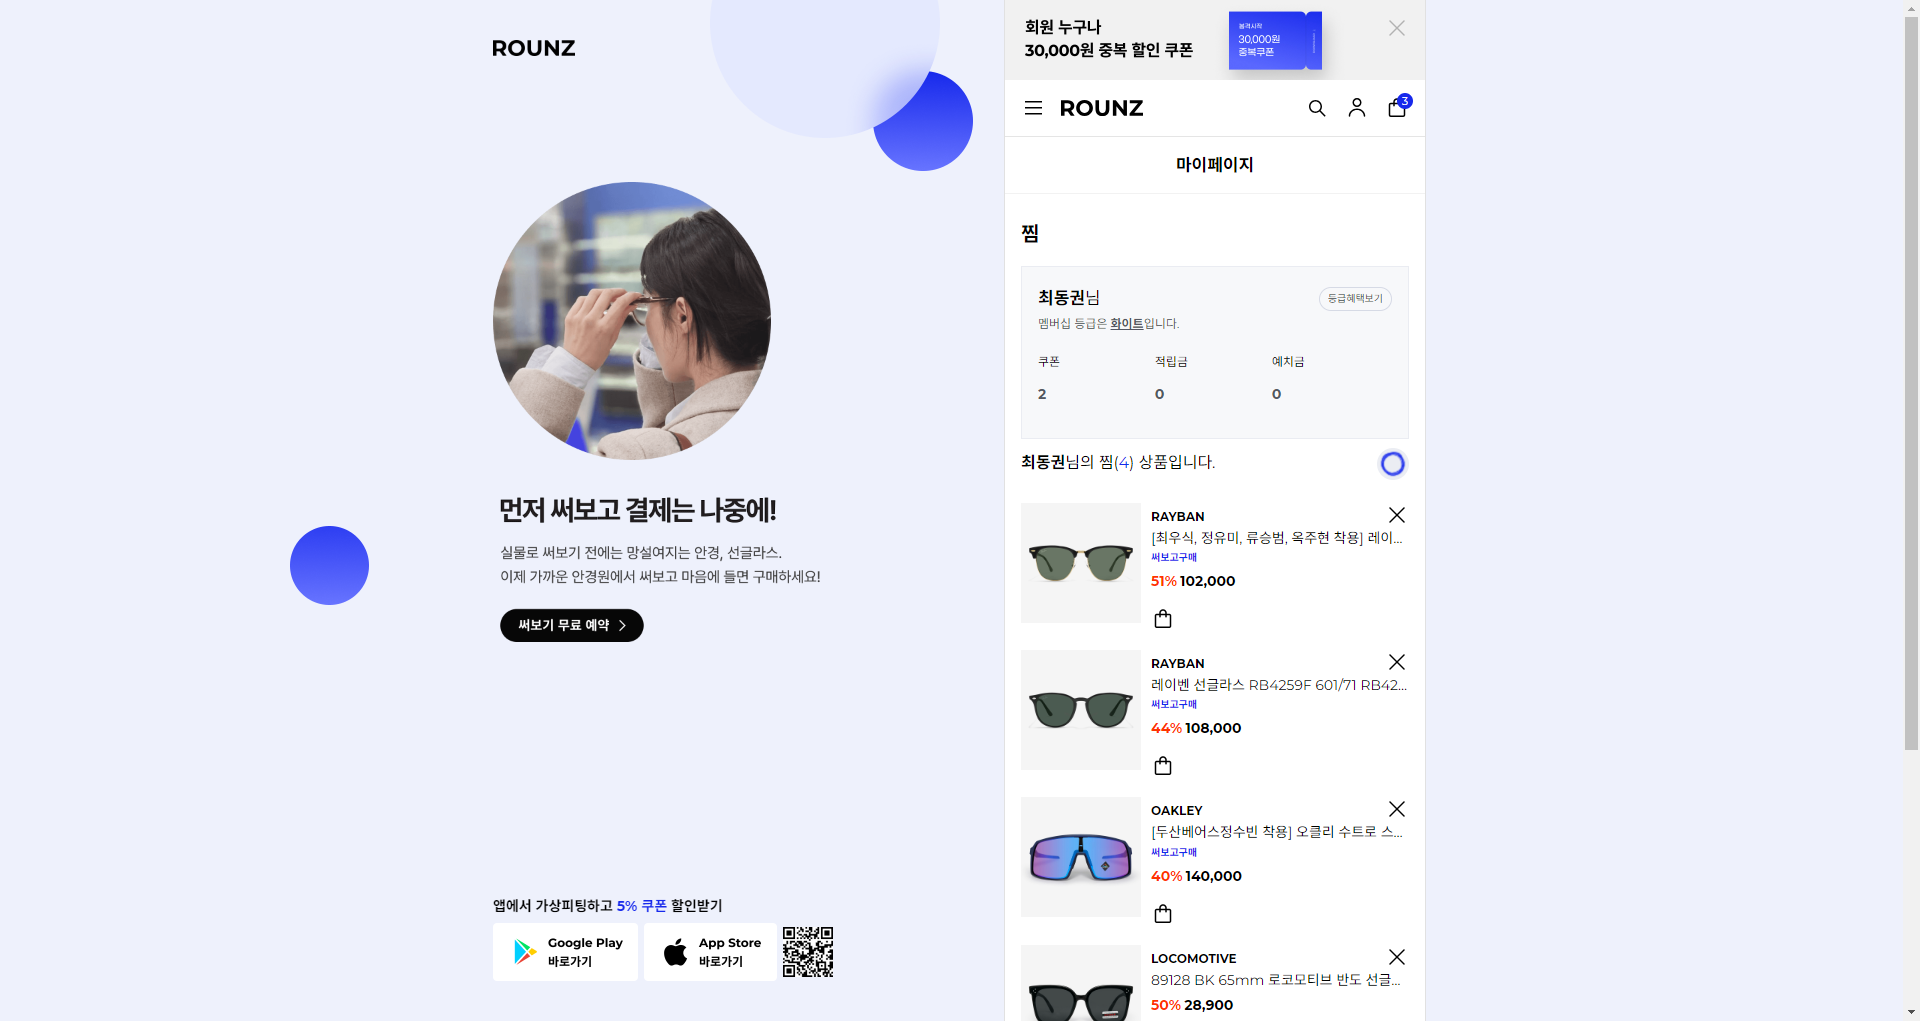 ROUNZ
먼저 써보고 결제는 나중에!
실물로 써보기 전에는 망설여지는 안경, 선글라스.
이제 가까운 안경원에서 써보고 마음에 들면 구매하세요!
써보기 무료 예약
앱에서 가상피팅하고 5% 쿠폰 할인받기
Google Play
바로가기
App Store
바로가기
회원 누구나
30,000원 중복 할인 쿠폰
30,000원
중복쿠폰
ROUNZ
3
마이페이지
찜
최동권님
등급혜택보기
멤버십 등급은 화이트입니다.
쿠폰
적립금
예치금
2
0
0
최동권님의 찜(4) 상품입니다.
RAYBAN
[최우식, 정유미, 류승범, 옥주현 착용] 레이...
써보고구매
51% 102,000
RAYBAN
레이벤 선글라스 RB4259F 601/71 RB42...
써보고구매
44% 108,000
OAKLEY
[두산베어스정수빈 착용] 오클리 수트로 스...
써보고구매
40% 140,000
LOCOMOTIVE
89128 BK 65mm 로코모티브 반도 선글...
50% 28,900